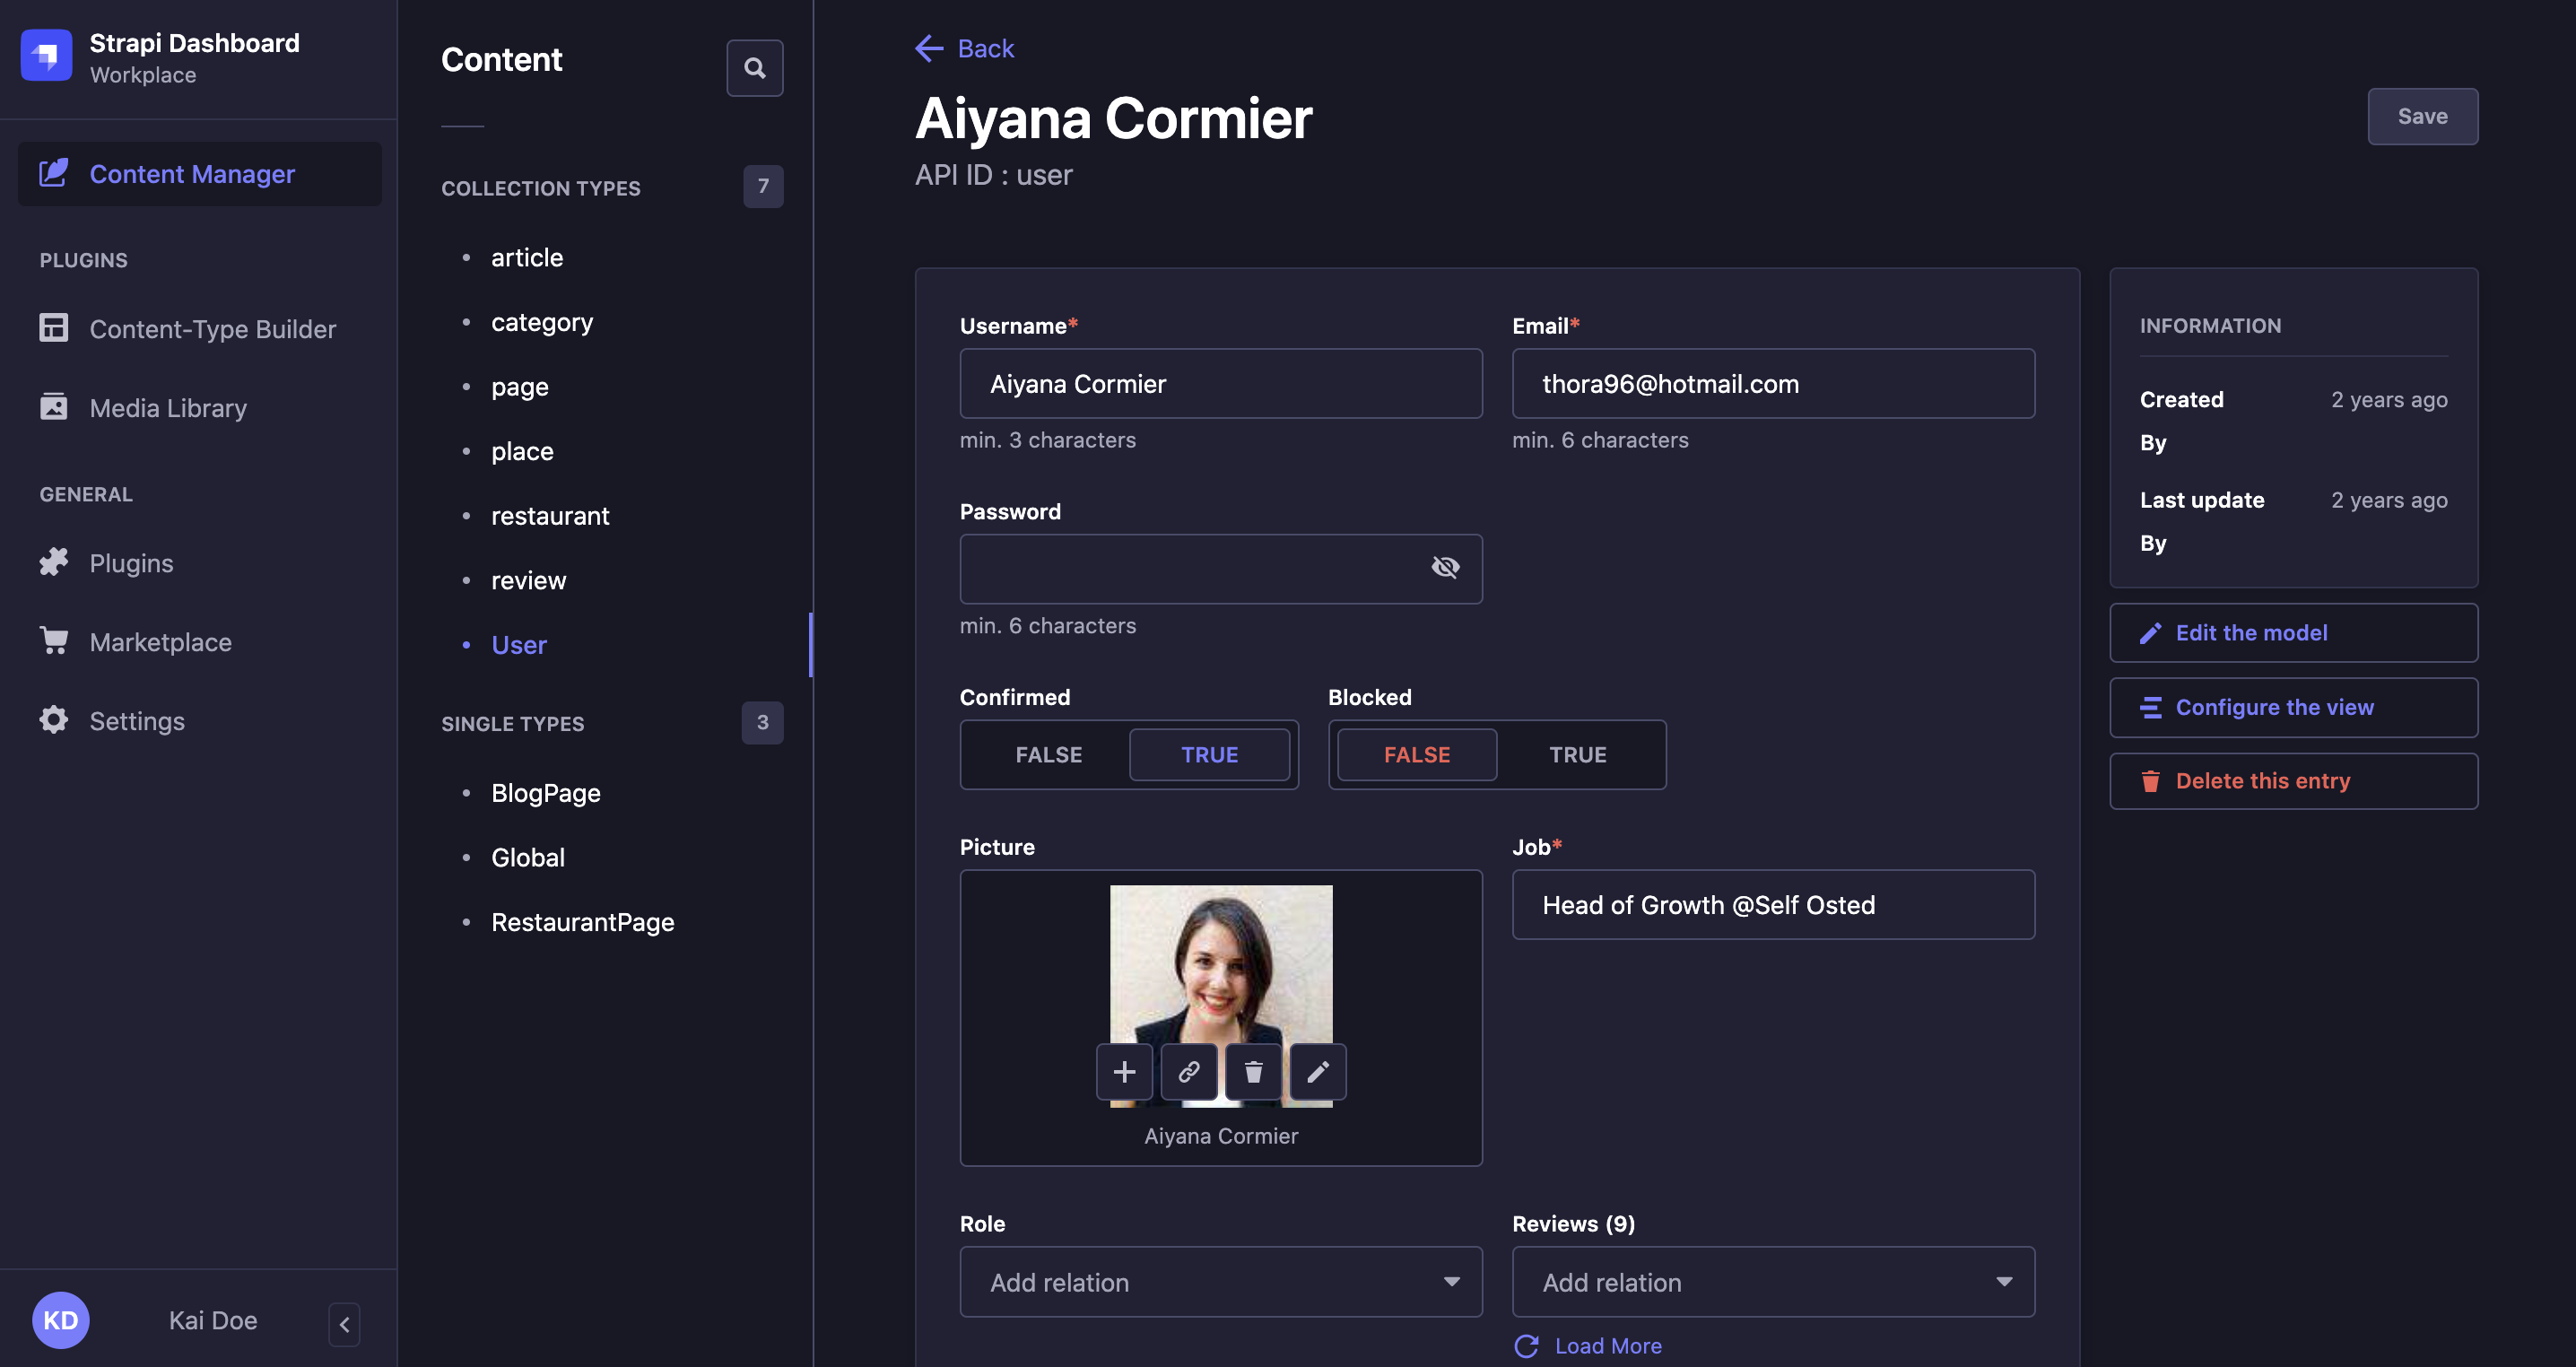 Strapi Dashboard
Workplace
Content Manager
PLUGINS
Content-Type Builder
Media Library
GENERAL
Plugins
Marketplace
Settings
KD
Kai Doe
Content
COLLECTION TYPES
7
article
category
page
place
restaurant
review
User
SINGLE TYPES
3
BlogPage
Global
RestaurantPage
Back
Aiyana Cormier
API ID : user
Save
Username*
Aiyana Cormier
min. 3 characters
Email*
thora96@hotmail.com
min. 6 characters
Password
min. 6 characters
Confirmed
FALSE
TRUE
Blocked
FALSE
TRUE
Picture
Aiyana Cormier
Job*
Head of Growth @Self Osted
Role
Add relation
Reviews (9)
Add relation
Load More
INFORMATION
Created
2 years ago
By
Last update
2 years ago
By
Edit the model
Configure the view
Delete this entry